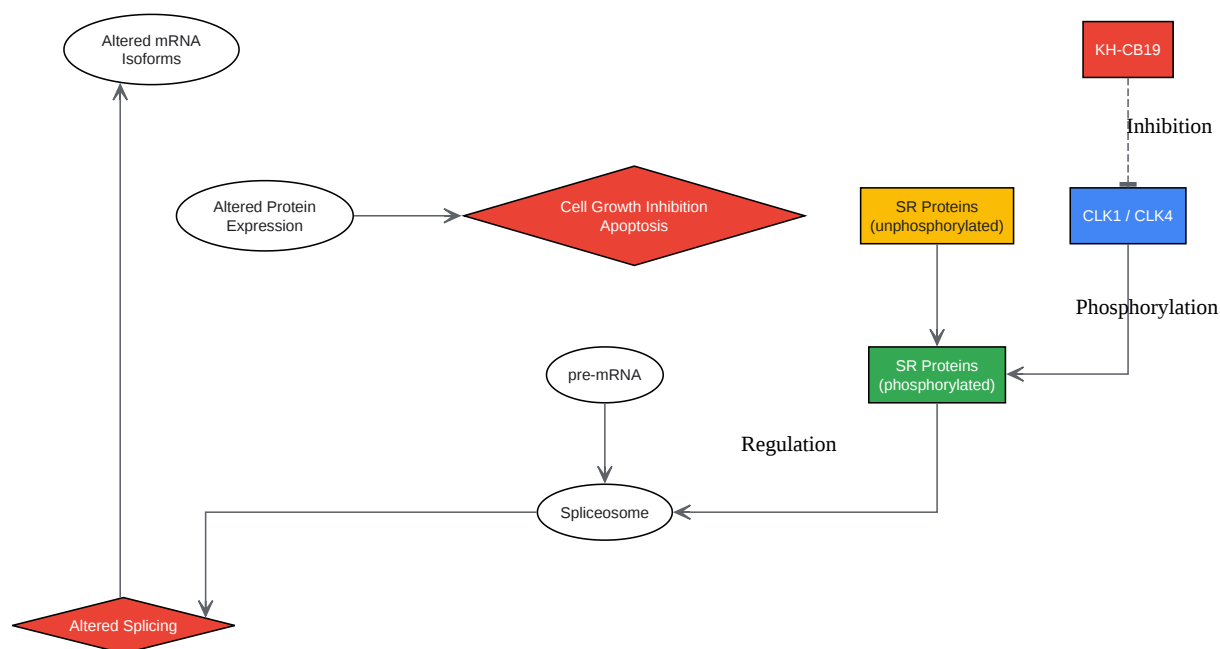 Altered mRNA
Isoforms
KH-CB19
Inhibition
Altered Protein
Expression
Cell Growth Inhibition
Apoptosis
SR Proteins
(unphosphorylated)
CLK1 / CLK4
Phosphorylation
pre-mRNA
SR Proteins
(phosphorylated)
Regulation
Spliceosome
Altered Splicing